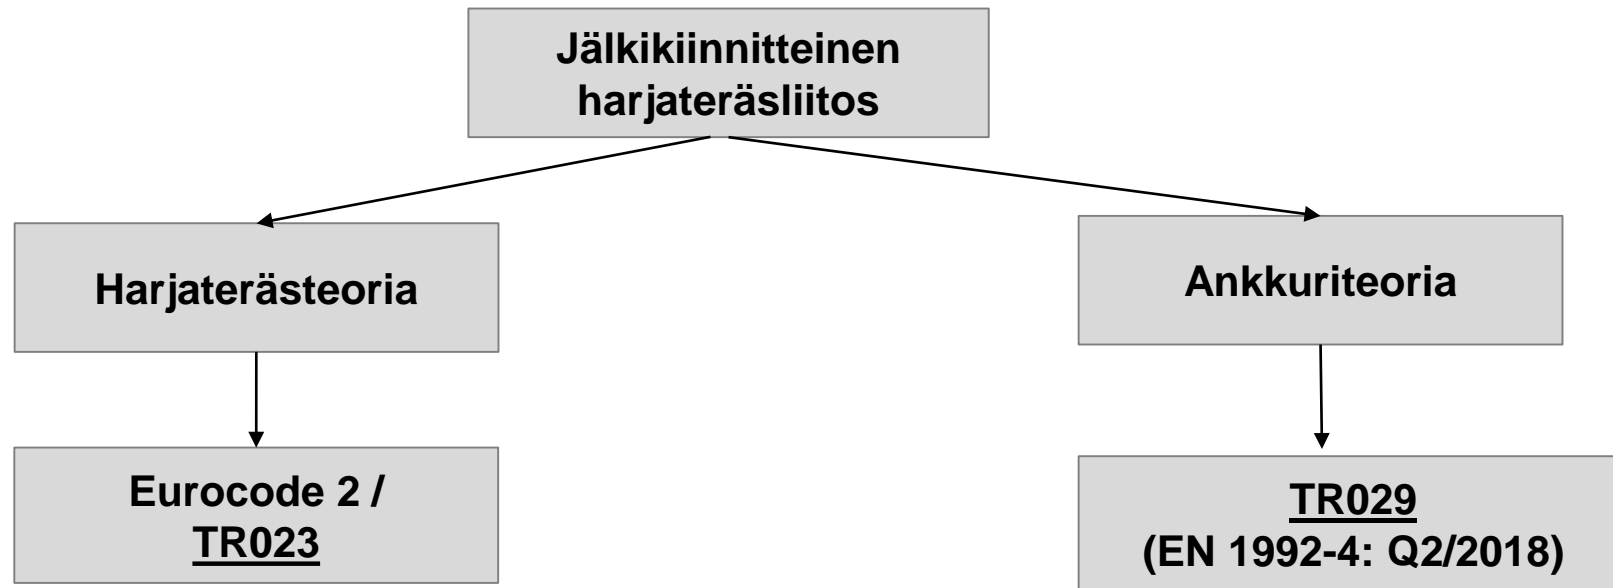 Jälkikiinnitteinen
harjateräsliitos
Harjaterästeoria
Ankkuriteoria
Eurocode 2 /
TR023
TR029
(EN 1992-4: Q2/2018)